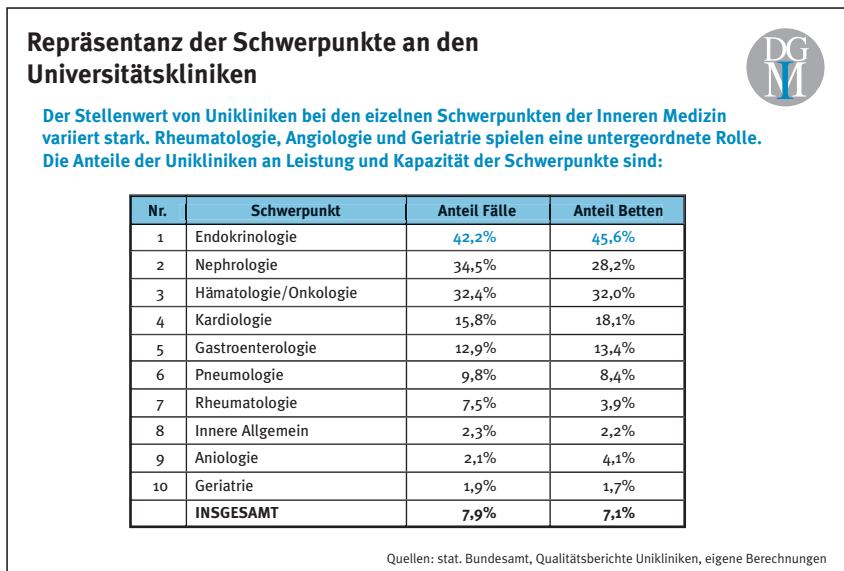 Repräsentanz der Schwerpunkte an den
Universitätskliniken
DG
IM
Der Stellenwert von Unikliniken bei den eizelnen Schwerpunkten der Inneren Medizin
variiert stark. Rheumatologie, Angiologie und Geriatrie spielen eine untergeordnete Rolle.
Die Anteile der Unikliniken an Leistung und Kapazität der Schwerpunkte sind:
Nr. Schwerpunkt Anteil Fälle Anteil Betten
1 Endokrinologie 42,2% 45,6%
2 Nephrologie 34,5% 28,2%
3 Hämatologie/Onkologie 32,4% 32,0%
4 Kardiologie 15,8% 18,1%
5 Gastroenterologie 12,9% 13,4%
6 Pneumologie 9,8% 8,4%
7 Rheumatologie 7,5% 3,9%
8 Innere Allgemein 2,3% 2,2%
9 Aniologie 2,1% 4,1%
10 Geriatrie 1,9% 1,7%
INSGESAMT 7,9% 7,1%
Quellen: stat. Bundesamt, Qualitätsberichte Unikliniken, eigene Berechnungen